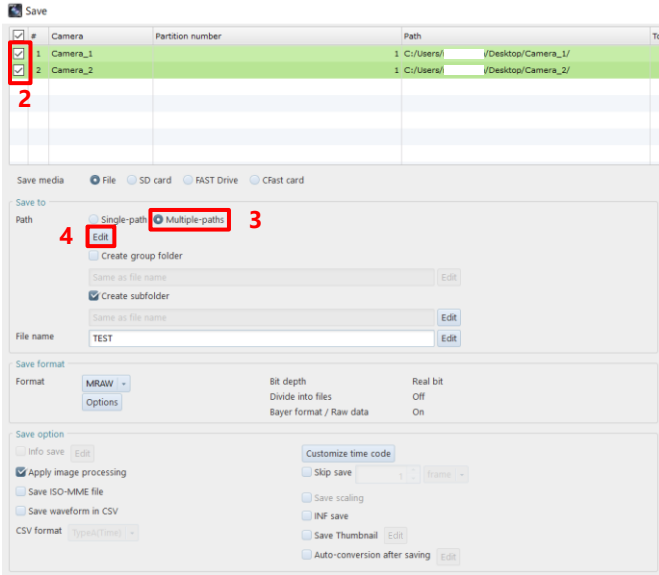 Save
# Camera Partition number Path To
1 Camera_1 1 C:/Users/ /Desktop/Camera_1/
2 Camera_2 1 C:/Users/ /Desktop/Camera_2/
2
Save media File SD card FAST Drive CFast card
Save to
Path Single-path Multiple-paths 3
4 Edit
Create group folder
Same as file name Edit
Create subfolder
Same as file name Edit
File name TEST Edit
Save format
Format MRAW Bit depth Real bit
Options Divide into files Off
Bayer format / Raw data On
Save option
Info save Edit Customize time code
Apply image processing Skip save 1 frame
Save ISO-MME file Save scaling
Save waveform in CSV INF save
CSV format TypeA(Time) Save Thumbnail Edit
Auto-conversion after saving Edit